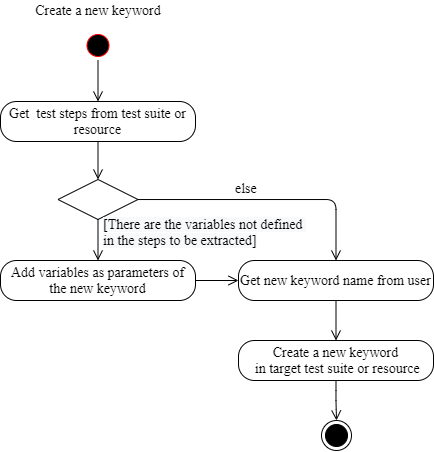 Create a new keyword
Get  test steps from test suite or
resource
else
[There are the variables not defined
in the steps to be extracted]
Add variables as parameters of
the new keyword
Get new keyword name from user
Create a new keyword
in target test suite or resource